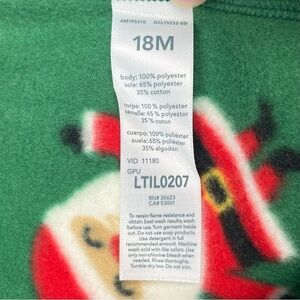 6M193310
18M
body: 100% polyester
sole: 65% polyester
35% cotton
corps: 100% polyester
semelle: 65% polyester
35% coton
cuerpo: 100% poliéster
suela: 65% poliéster
35% algodón
VID 11180
GPU
LTIL0207
RN# 35623
CA# 53061
To retain flame resistance and
obtain best wash results, wash
before use. Turn garment inside
out. Do not use soap products.
Use detergent in full
recommended amount. Machine
wash cold with like colors. Use
only non-chlorine bleach when
needed. Rinse thoroughly.
Tumble dry low. Do not iron.